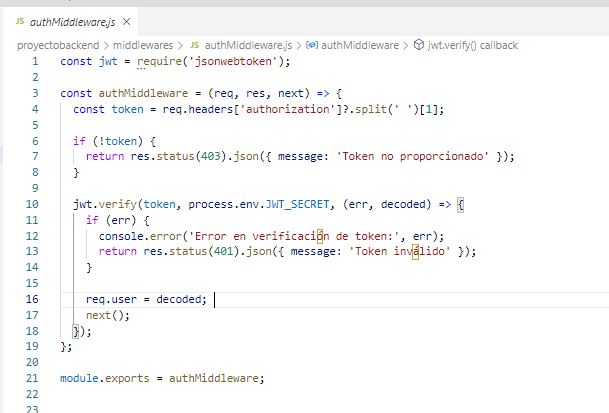 JS authMiddleware.js ×
proyectobackend > middlewares > JS authMiddleware.js > authMiddleware > jwt.verify() callback
1 const jwt = require('jsonwebtoken');
2
3 const authMiddleware = (req, res, next) => {
4 const token = req.headers['authorization']?.split(' ')[1];
5
6 if (!token) {
7 return res.status(403).json({ message: 'Token no proporcionado' });
8 }
9
10 jwt.verify(token, process.env.JWT_SECRET, (err, decoded) => {
11 if (err) {
12 console.error('Error en verificación de token:', err);
13 return res.status(401).json({ message: 'Token inválido' });
14 }
15
16 req.user = decoded;
17 next();
18 });
19 };
20
21 module.exports = authMiddleware;
22
23